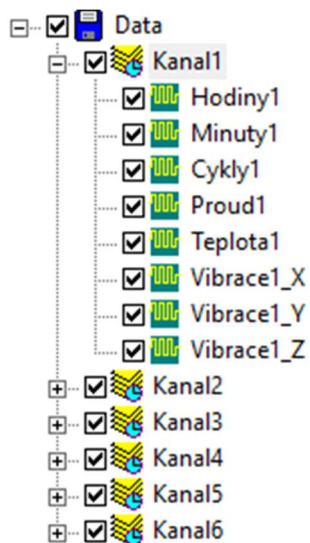 Data
Kanal1
Hodiny1
Minuty1
Cykly1
Proud1
Teplota1
Vibrace1_X
Vibrace1_Y
Vibrace1_Z
Kanal2
Kanal3
Kanal4
Kanal5
Kanal6